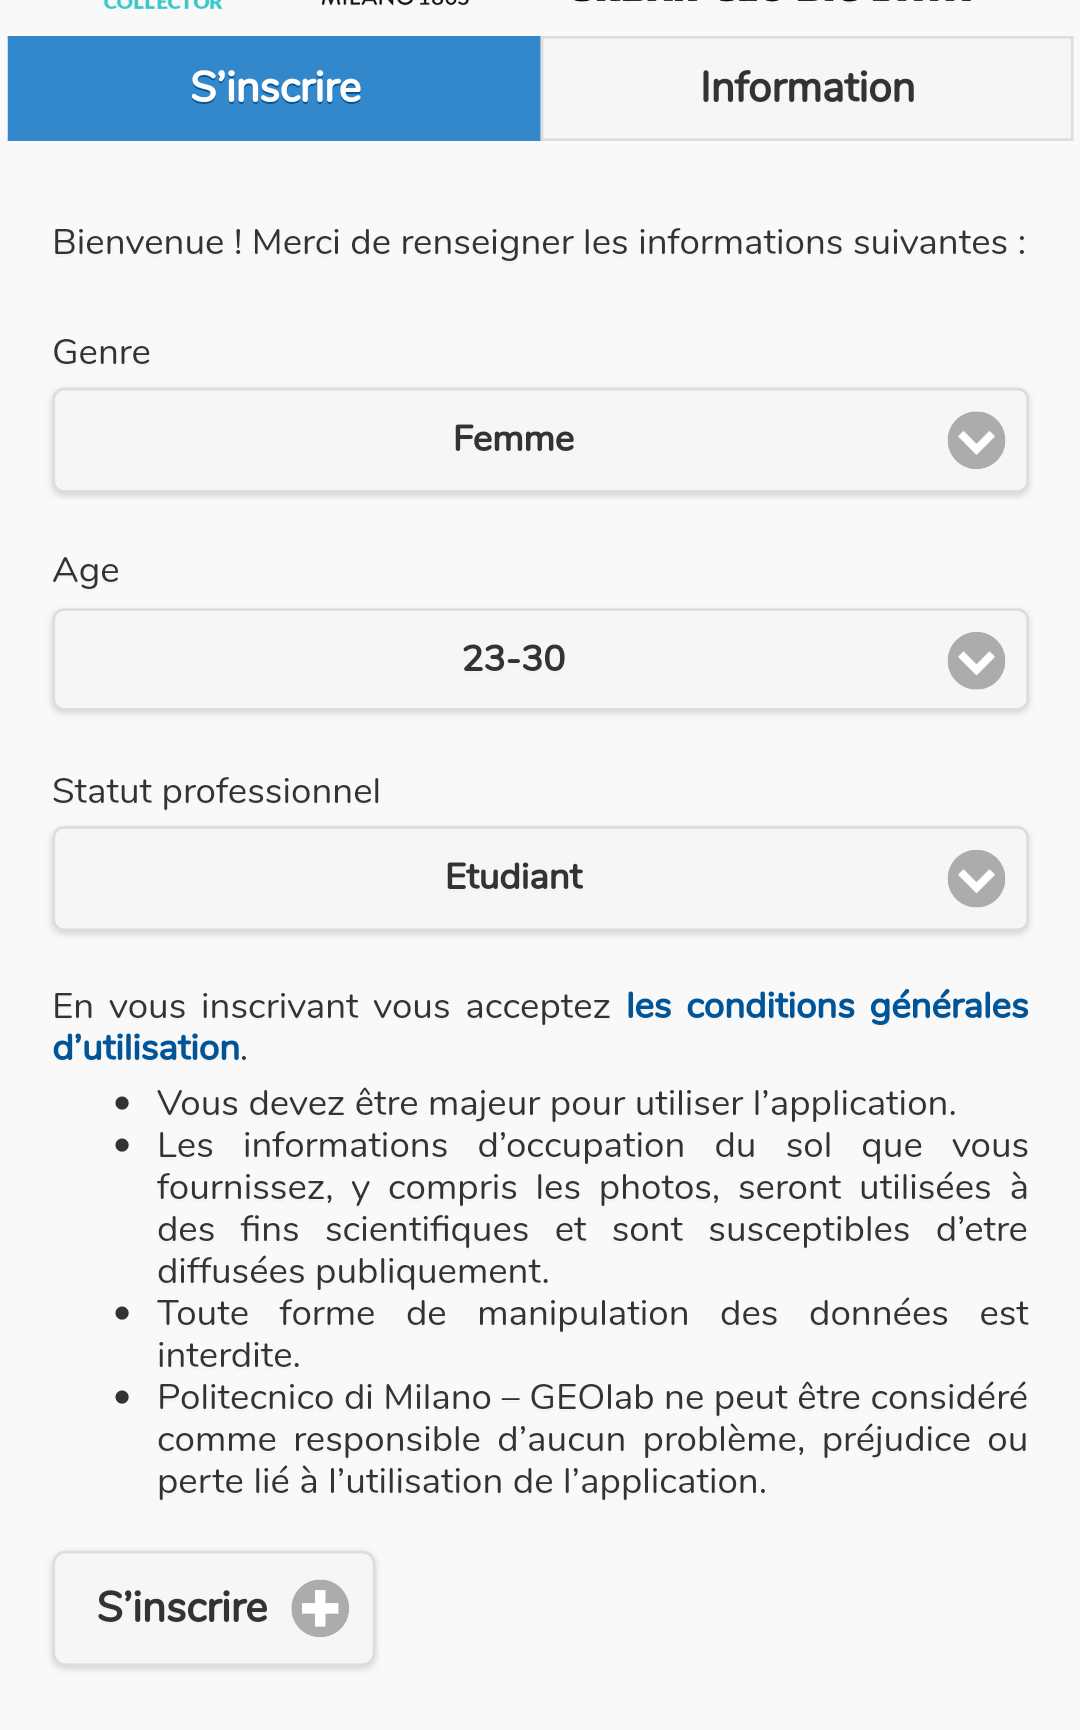 COLLECTOR
MILANO 1863
S’inscrire
Information
Bienvenue ! Merci de renseigner les informations suivantes :
Genre
Femme
Age
23-30
Statut professionnel
Etudiant
En vous inscrivant vous acceptez les conditions générales
d’utilisation.
• Vous devez être majeur pour utiliser l’application.
• Les informations d’occupation du sol que vous
fournissez, y compris les photos, seront utilisées à
des fins scientifiques et sont susceptibles d’etre
diffusées publiquement.
• Toute forme de manipulation des données est
interdite.
• Politecnico di Milano – GEOlab ne peut être considéré
comme responsible d’aucun problème, préjudice ou
perte lié à l’utilisation de l’application.
S’inscrire